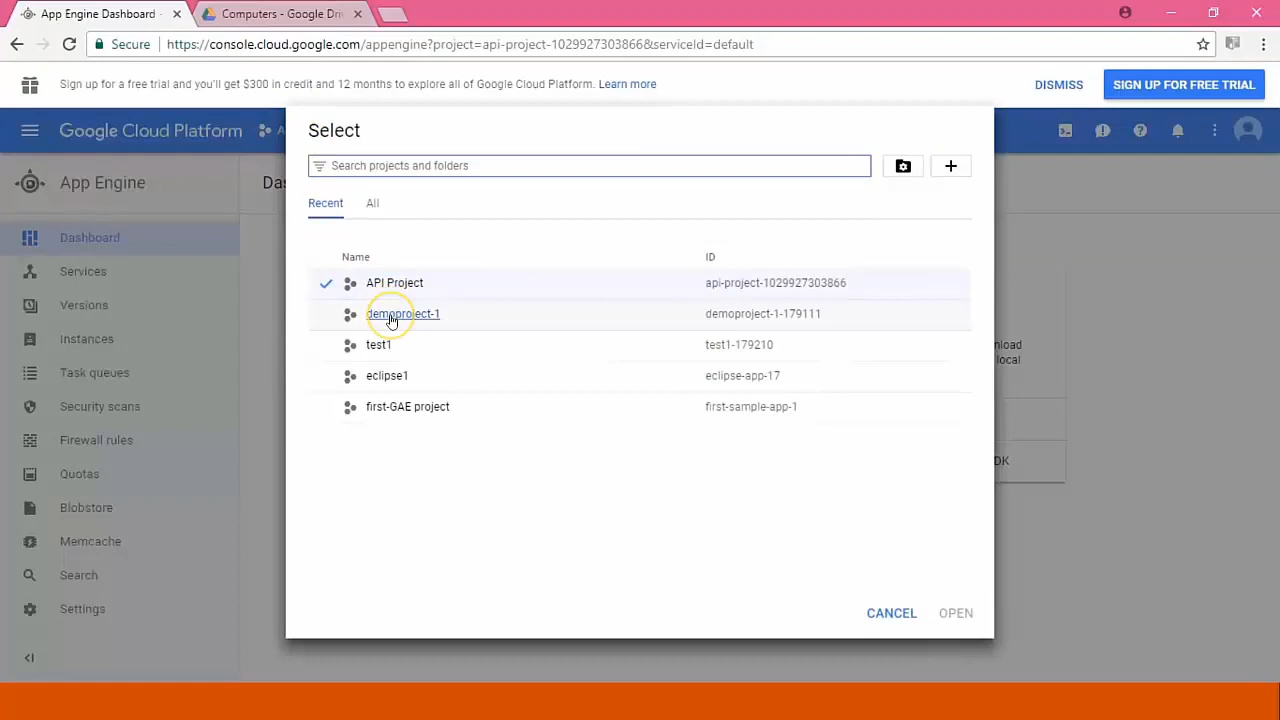 App Engine Dashboard -
Computers - Google Dri
Secure
https://console.cloud.google.com/appengine?project=api-project-1029927303866&serviceId=default
Sign up for a free trial and you'll get $300 in credit and 12 months to explore all of Google Cloud Platform. Learn more
DISMISS
SIGN UP FOR FREE TRIAL
Google Cloud Platform
App Engine
Das
Dashboard
Services
Versions
Instances
Task queues
Security scans
Firewall rules
Quotas
Blobstore
Memcache
Search
Settings
Select
Search projects and folders
Recent
All
Name
ID
API Project
api-project-1029927303866
demoproject-1
demoproject-1-179111
test1
test1-179210
eclipse1
eclipse-app-17
first-GAE project
first-sample-app-1
CANCEL
OPEN
nload
local
DK